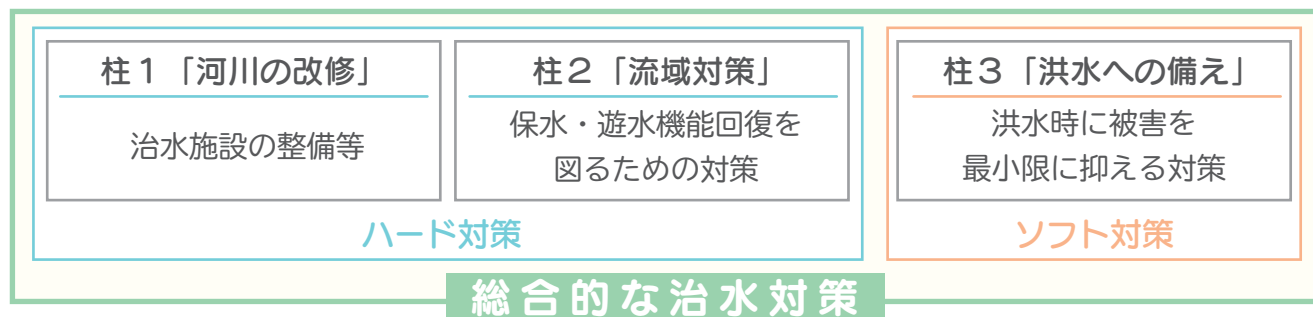 柱1「河川の改修」
治水施設の整備等
柱2「流域対策」
保水・遊水機能回復を
図るための対策
ハード対策
柱3「洪水への備え」
洪水時に被害を
最小限に抑える対策
ソフト対策
総合的な治水対策